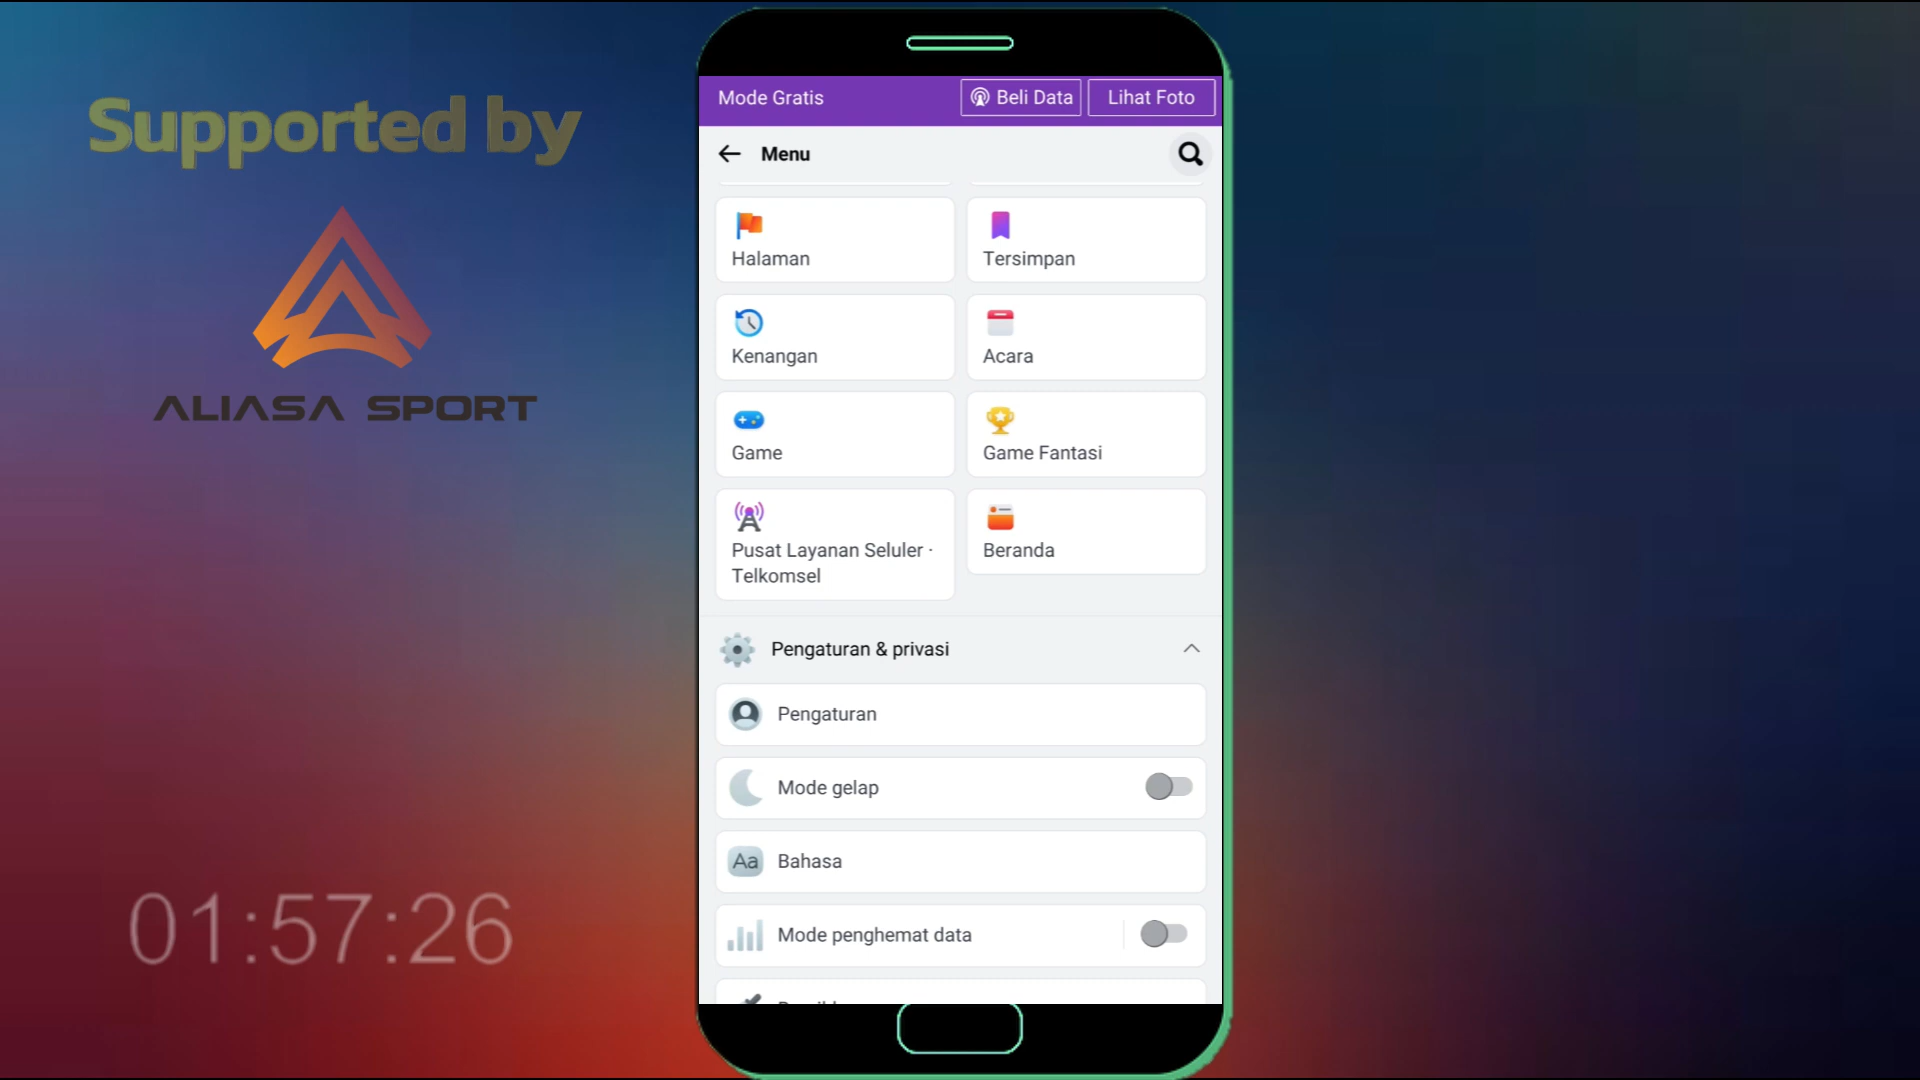 Supported by
ALIASA SPORT
01:57:26
Mode Gratis
Beli Data
Lihat Foto
Menu
Halaman
Tersimpan
Kenangan
Acara
Game
Game Fantasi
Pusat Layanan Seluler ·
Telkomsel
Beranda
Pengaturan & privasi
Pengaturan
Mode gelap
Aa Bahasa
Mode penghemat data